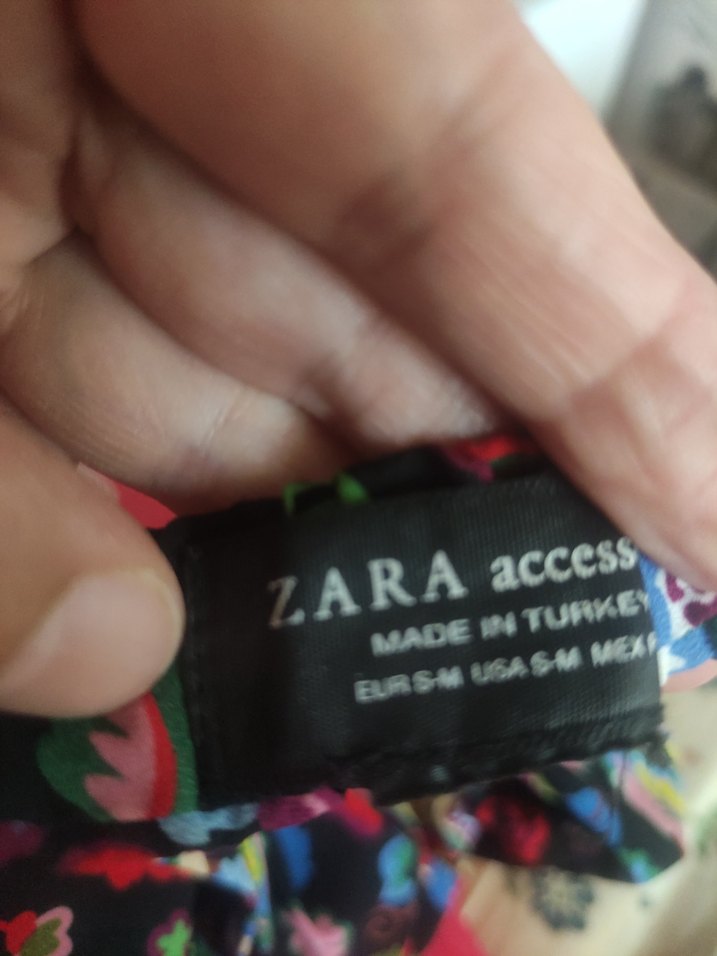 ZARA access
MADE IN TURKEY
EUR S-M USA S-M MEX